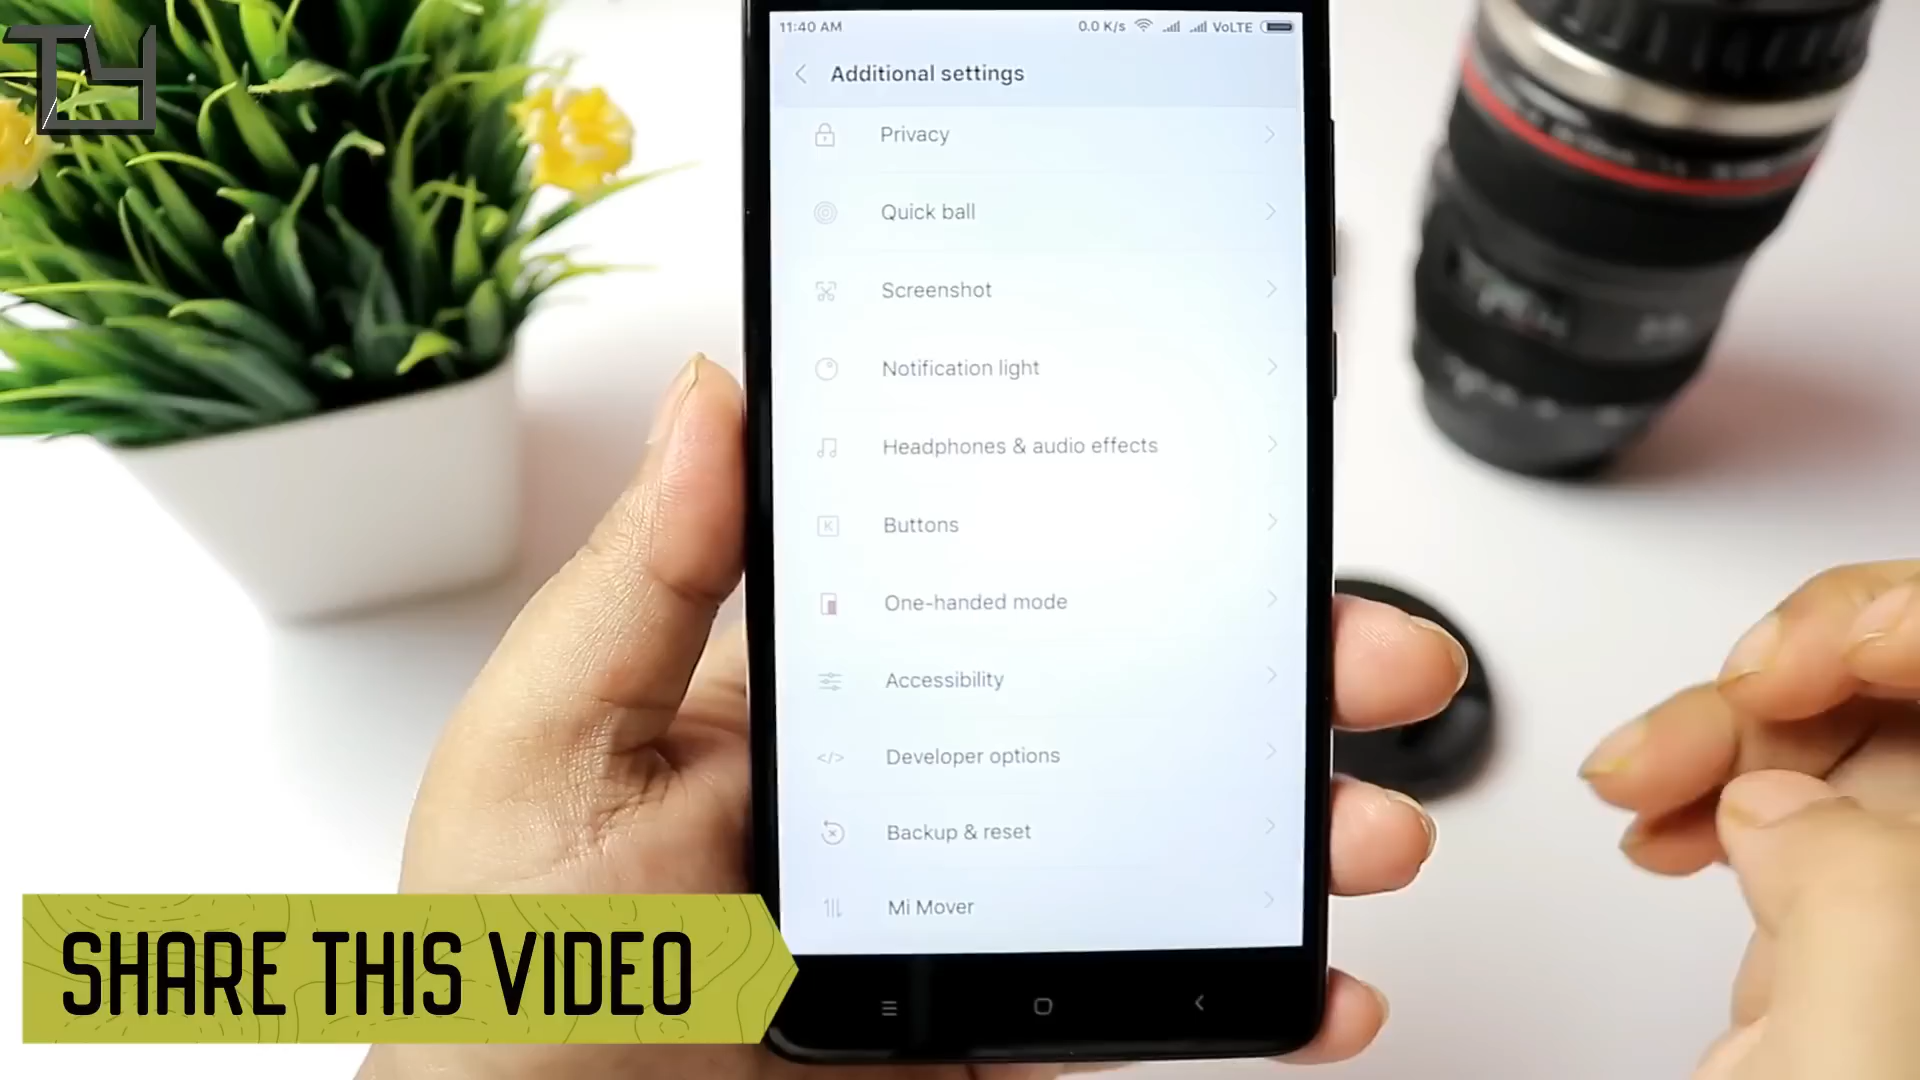 TY
11:40 AM
0.0 K/s VoLTE
Additional settings
Privacy
Quick ball
Screenshot
Notification light
Headphones & audio effects
Buttons
K
One-handed mode
Accessibility
Developer options
</>
Backup & reset
Mi Mover
SHARE THIS VIDEO